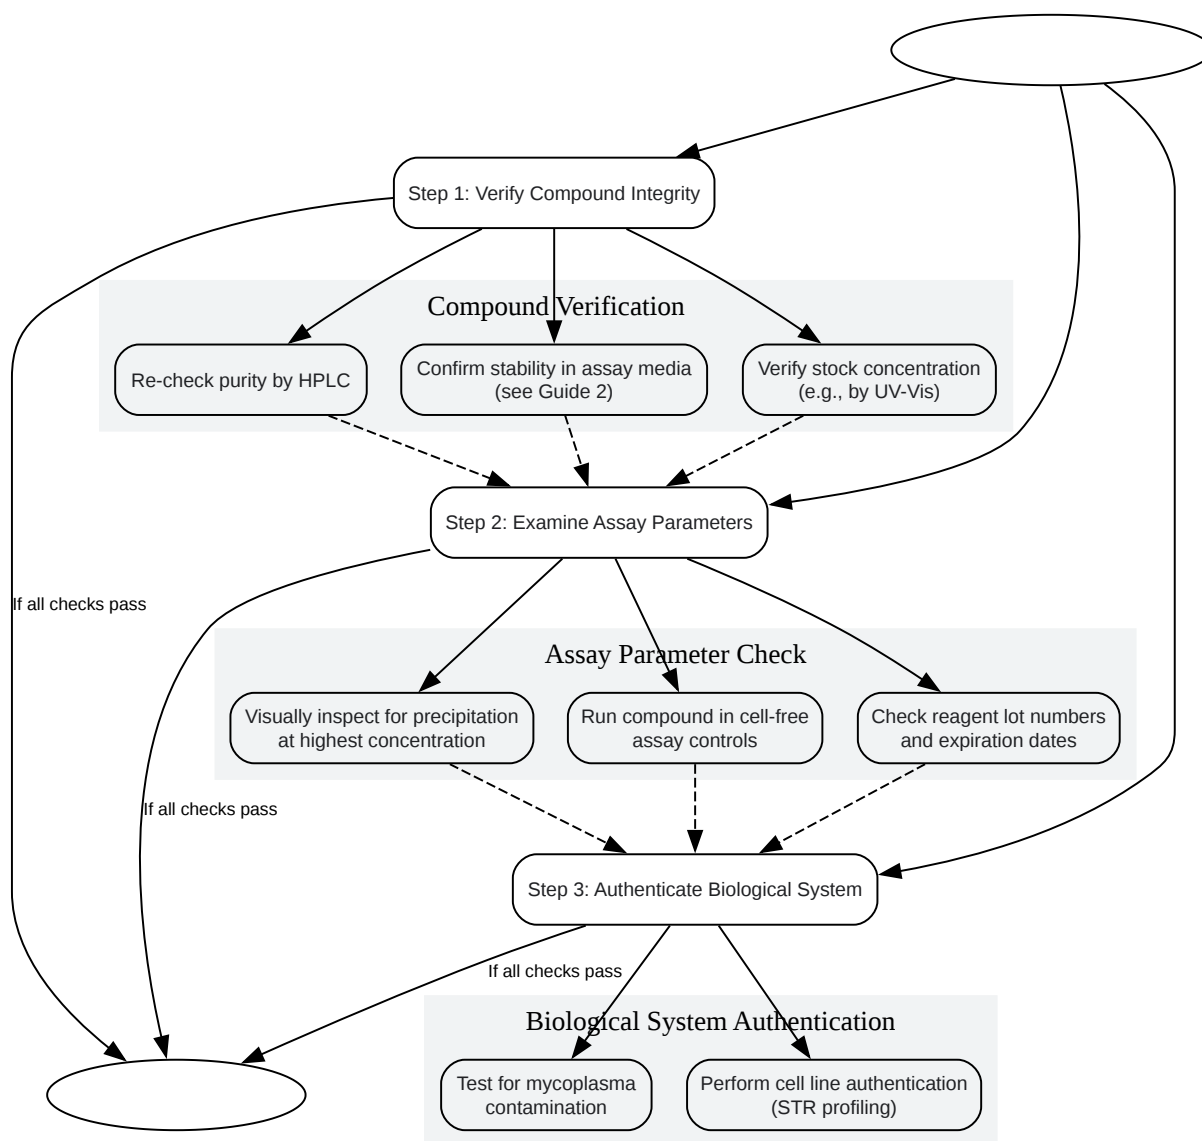 Step 1: Verify Compound Integrity
Compound Verification
Re-check purity by HPLC
Confirm stability in assay media
(see Guide 2)
Verify stock concentration
(e.g., by UV-Vis)
Step 2: Examine Assay Parameters
If all checks pass
Assay Parameter Check
Visually inspect for precipitation
at highest concentration
Run compound in cell-free
assay controls
Check reagent lot numbers
and expiration dates
If all checks pass
Step 3: Authenticate Biological System
If all checks pass
Biological System Authentication
Test for mycoplasma
contamination
Perform cell line authentication
(STR profiling)